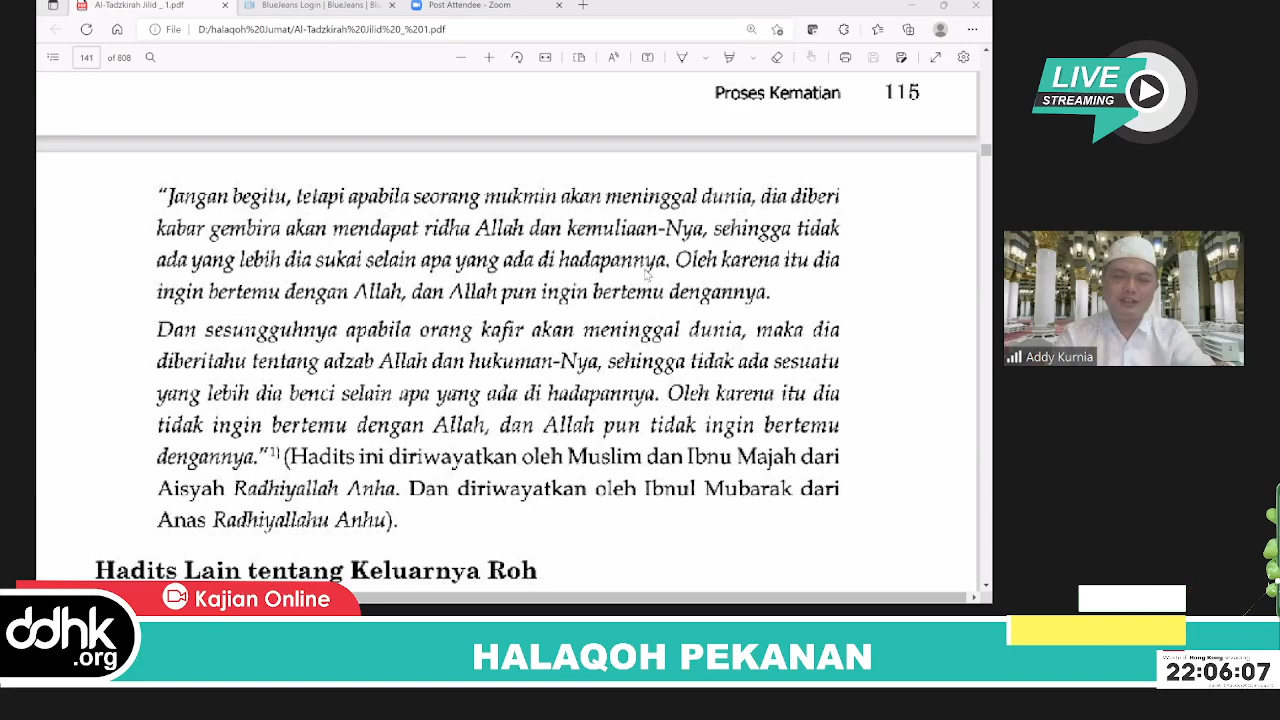 Al-Tadzkirah Jilid _ 1.pdf
BlueJeans Login | BlueJeans | Blu
Post Attendee - Zoom
File
D:/halaqoh%20Jumat/Al-Tadzkirah%20Jilid%20_%201.pdf
141 of 808
Proses Kematian 115
"Jangan begitu, tetapi apabila seorang mukmin akan meninggal dunia, dia diberi
kabar gembira akan mendapat ridha Allah dan kemuliaan-Nya, sehingga tidak
ada yang lebih dia sukai selain apa yang ada di hadapannya. Oleh karena itu dia
ingin bertemu dengan Allah, dan Allah pun ingin bertemu dengannya.
Dan sesungguhnya apabila orang kafir akan meninggal dunia, maka dia
diberitahu tentang adzab Allah dan hukuman-Nya, sehingga tidak ada sesuatu
yang lebih dia benci selain apa yang ada di hadapannya. Oleh karena itu dia
tidak ingin bertemu dengan Allah, dan Allah pun tidak ingin bertemu
dengannya."1) (Hadits ini diriwayatkan oleh Muslim dan Ibnu Majah dari
Aisyah Radhiyallah Anha. Dan diriwayatkan oleh Ibnul Mubarak dari
Anas Radhiyallahu Anhu).
Hadits Lain tentang Keluarnya Roh
LIVE
STREAMING
Addy Kurnia
Kajian Online
ddhk
.org
HALAQOH PEKANAN
Hong Kong
22:06:07